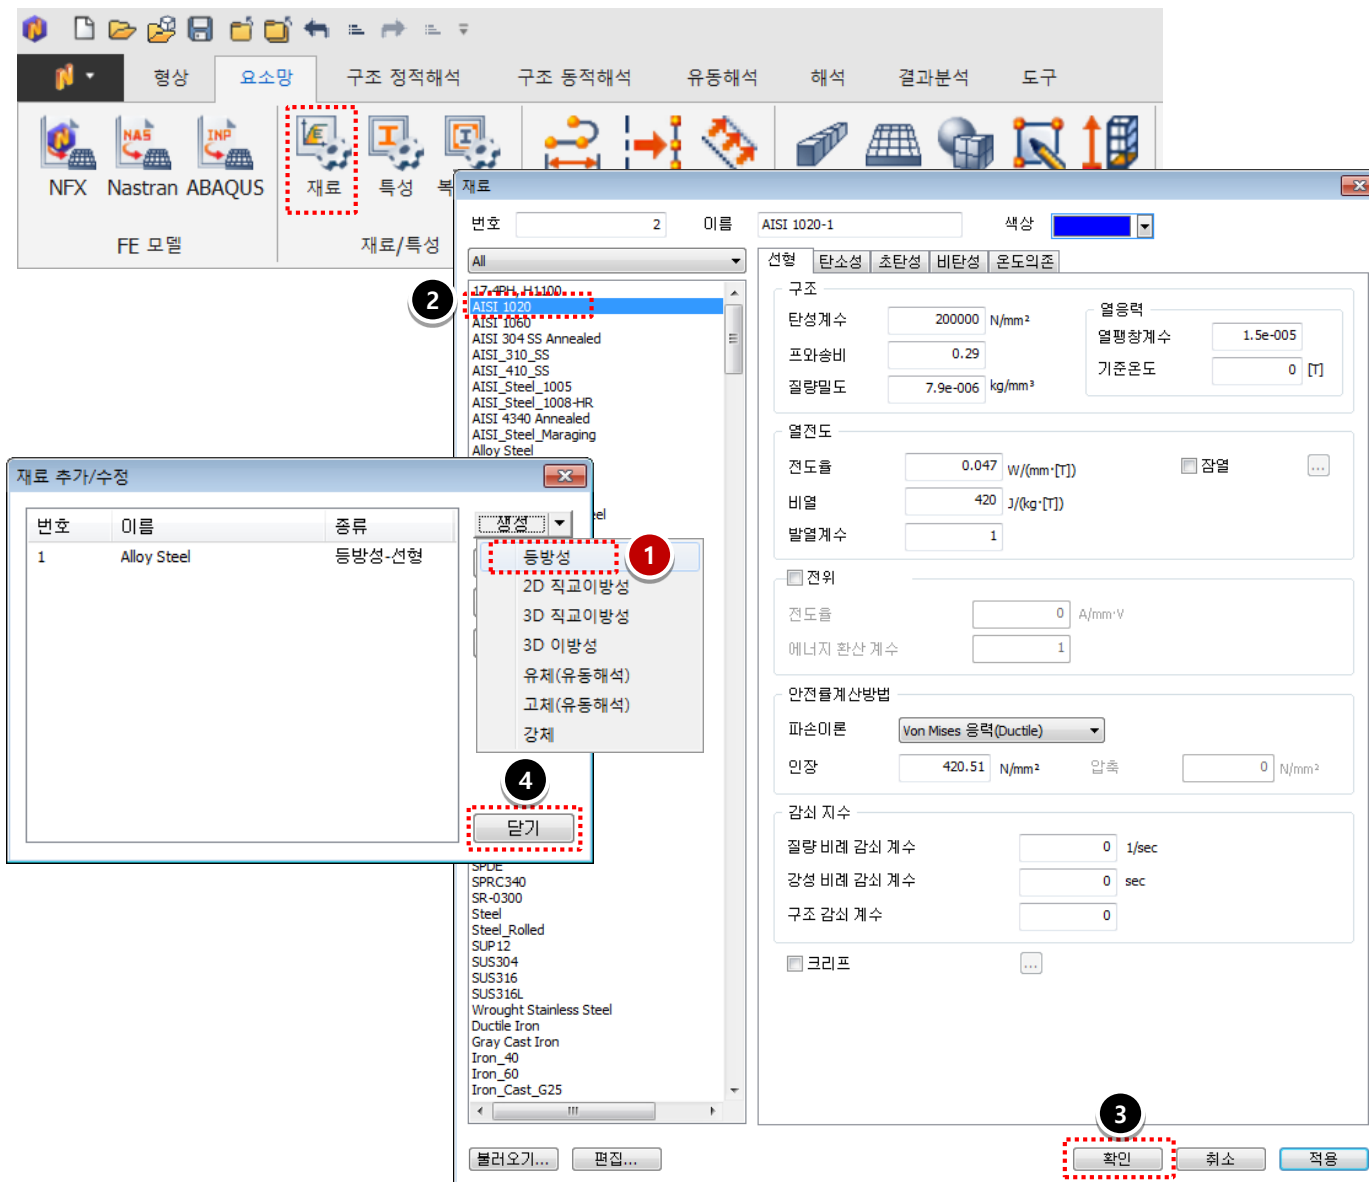 형상 요소망 구조 정적해석 구조 동적해석 유동해석 해석 결과분석 도구
NAS INP
NFX Nastran ABAQUS 재료 특성
FE 모델 재료/특성
재료
번호 2 이름 AISI 1020-1 색상
All
선형 탄소성 초탄성 비탄성 온도의존
2
17-4PH, H1100
AISI 1020
AISI 1060
AISI 304 SS Annealed
AISI_310_SS
AISI_410_SS
AISI_Steel_1005
AISI_Steel_1008-HR
AISI 4340 Annealed
AISI_Steel_Maraging
Alloy Steel
구조
탄성계수 200000 N/mm²
프와송비 0.29
질량밀도 7.9e-006 kg/mm³
열응력
열팽창계수 1.5e-005
기준온도 0 [T]
열전도
전도율 0.047 W/(mm·[T])
잠열 ...
비열 420 J/(kg·[T])
발열계수 1
전위
전도율 0 A/mm·V
에너지 환산 계수 1
안전률계산방법
파손이론 Von Mises 응력(Ductile)
인장 420.51 N/mm² 압축 0 N/mm²
감쇠 지수
질량 비례 감쇠 계수 0 1/sec
강성 비례 감쇠 계수 0 sec
구조 감쇠 계수 0
크리프 ...
재료 추가/수정
번호 이름 종류
1 Alloy Steel 등방성-선형
생성
등방성
1
2D 직교이방성
3D 직교이방성
3D 이방성
유체(유동해석)
고체(유동해석)
강체
4
닫기
SPDE
SPRC340
SR-0300
Steel
Steel_Rolled
SUP12
SUS304
SUS316
SUS316L
Wrought Stainless Steel
Ductile Iron
Gray Cast Iron
Iron_40
Iron_60
Iron_Cast_G25
3
불러오기... 편집... 확인 취소 적용